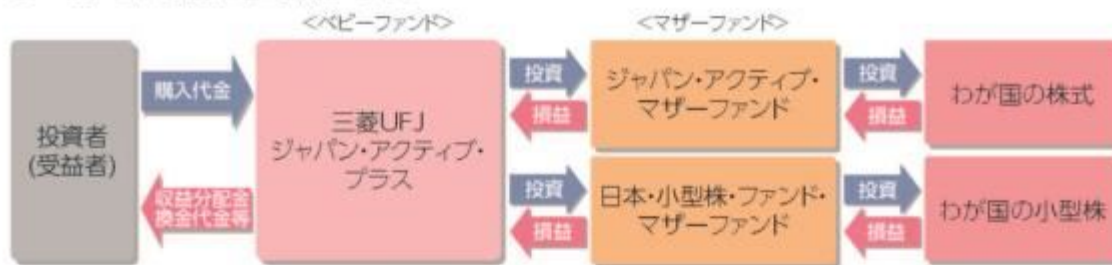 <ベビーファンド>
<マザーファンド>
投資者
(受益者)
購入代金
収益分配金
換金代金等
三菱UFJ
ジャパン・アクティブ・
プラス
投資
損益
ジャパン・アクティブ・
マザーファンド
投資
損益
わが国の株式
投資
損益
日本・小型株・ファンド・
マザーファンド
投資
損益
わが国の小型株